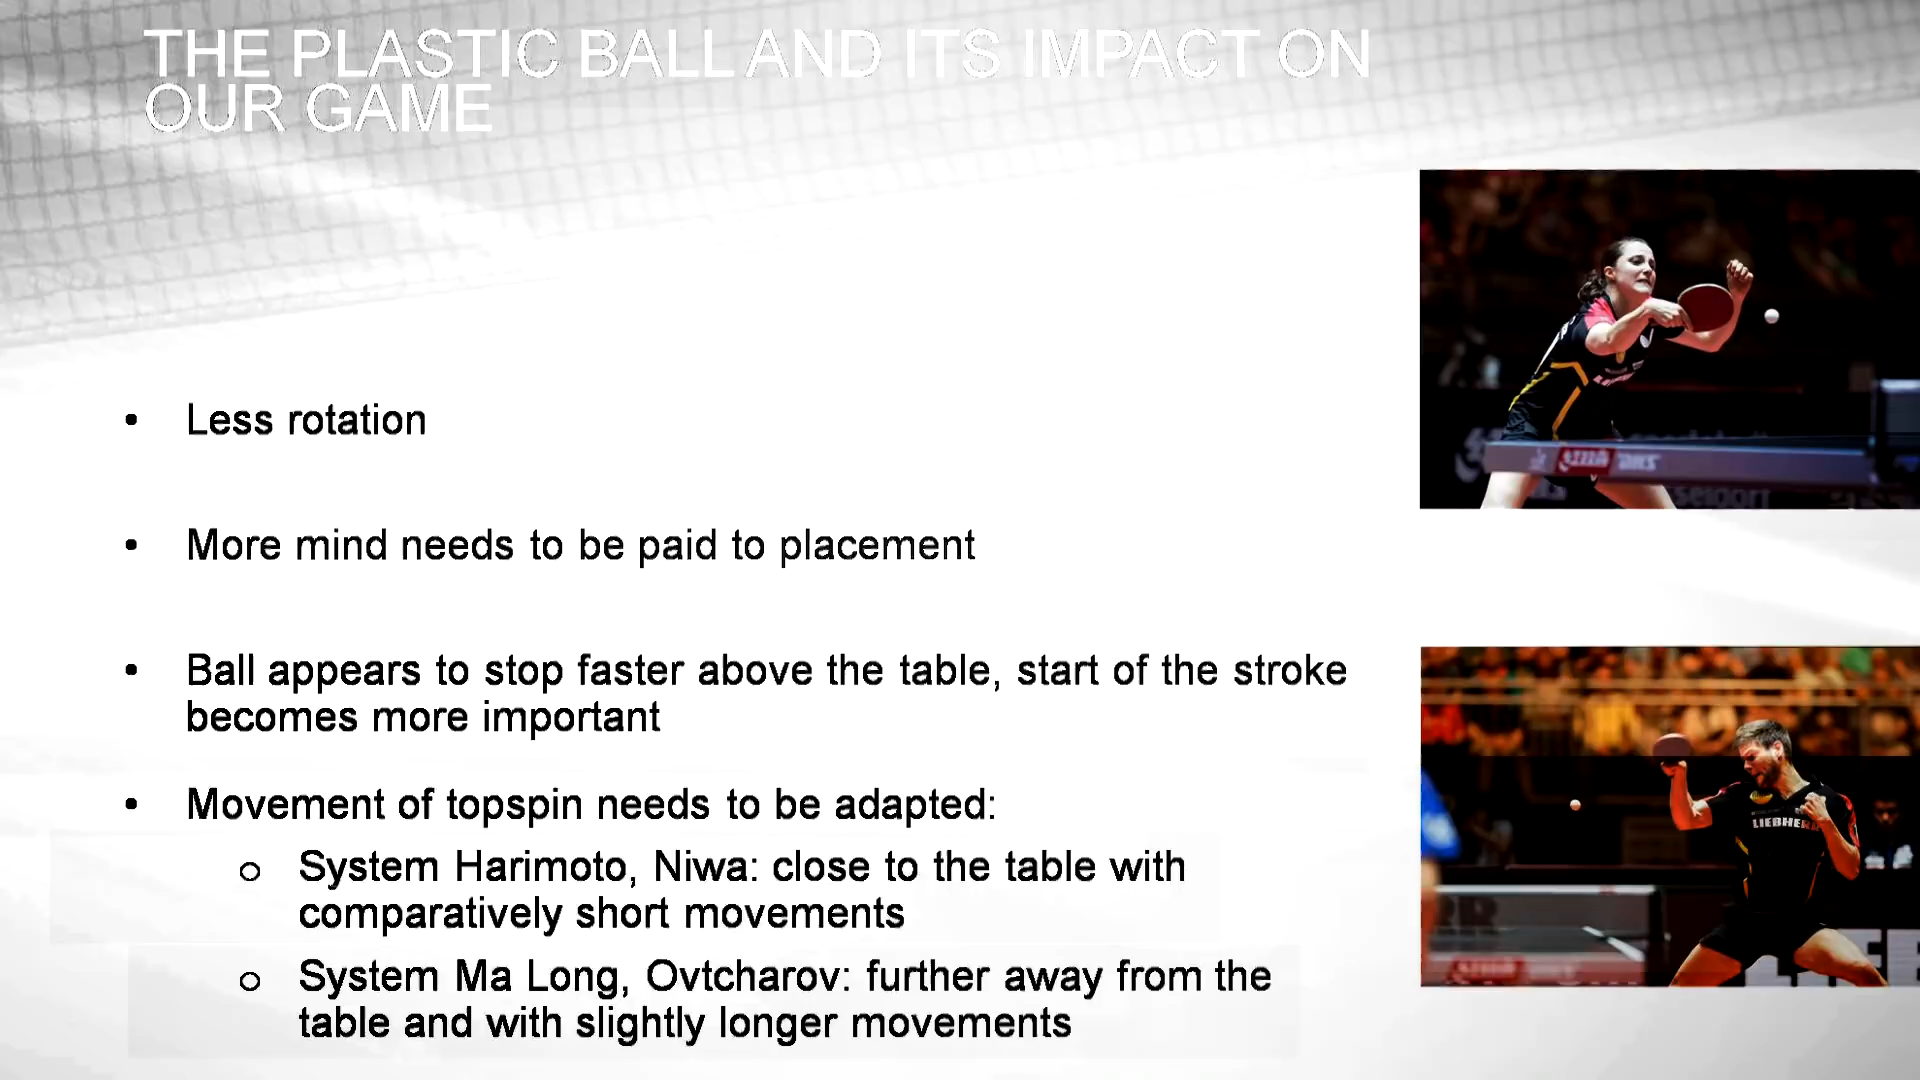 THE PLASTIC BALL AND ITS IMPACT ON
OUR GAME
• Less rotation
• More mind needs to be paid to placement
• Ball appears to stop faster above the table, start of the stroke
becomes more important
• Movement of topspin needs to be adapted:
o System Harimoto, Niwa: close to the table with
comparatively short movements
o System Ma Long, Ovtcharov: further away from the
table and with slightly longer movements
LIEBHERR